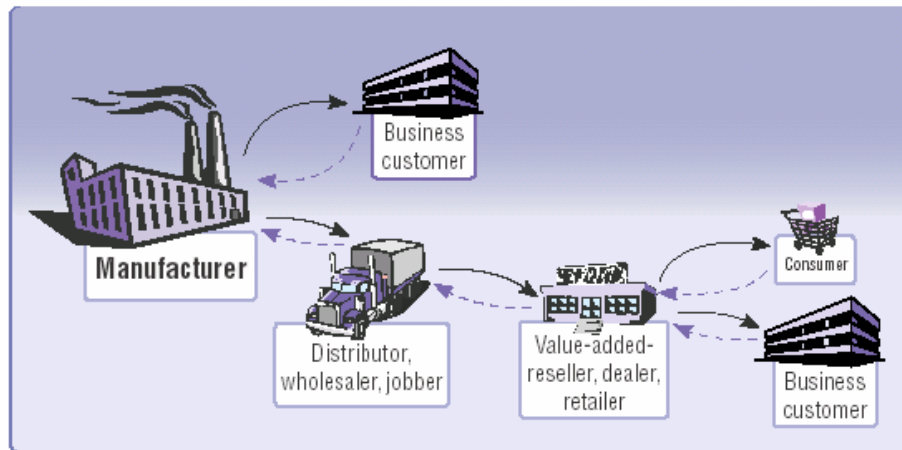 Business
customer
Manufacturer
Distributor,
wholesaler, jobber
Value-added-
reseller, dealer,
retailer
Consumer
Business
customer